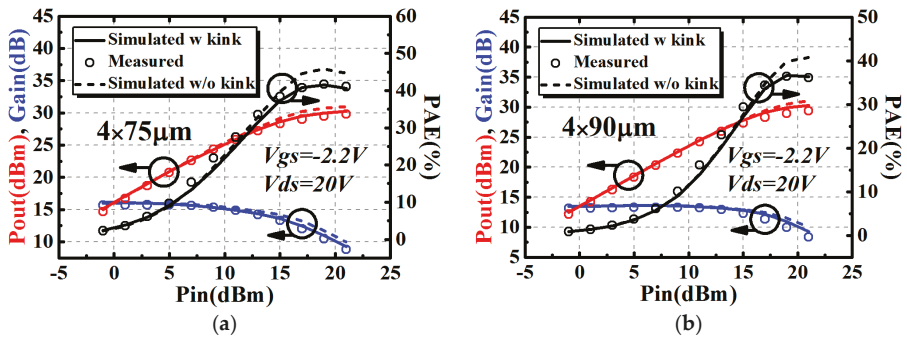 Pout(dBm), Gain(dB)
45
40
35
30
25
20
15
10
Simulated w kink
Measured
Simulated w/o kink
4×75μm
Vgs=-2.2V
Vds=20V
60
50
40
30
20
10
0
PAE(%)
-5 0 5 10 15 20 25
Pin(dBm)
(a)
Pout(dBm), Gain(dB)
45
40
35
30
25
20
15
10
5
Simulated w kink
Measured
Simulated w/o kink
4×90μm
Vgs=-2.2V
Vds=20V
50
40
30
20
10
0
PAE(%)
-5 0 5 10 15 20 25
Pin(dBm)
(b)